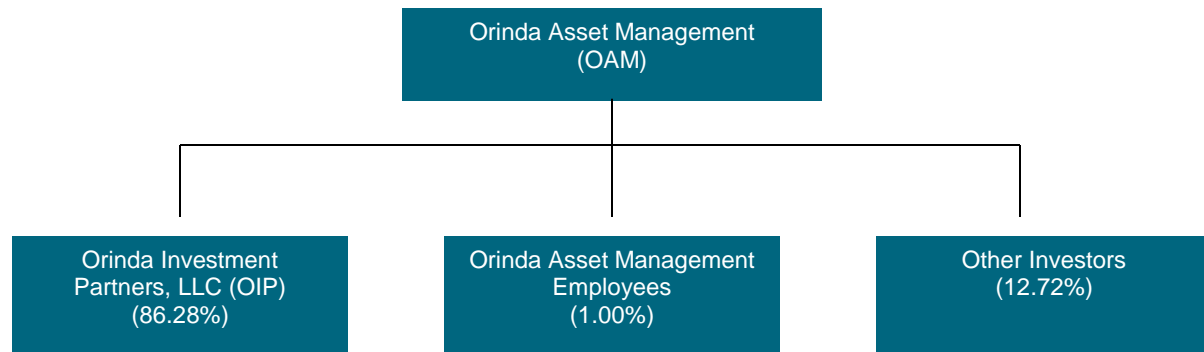 Orinda Asset Management
(OAM)
Orinda Investment
Partners, LLC (OIP)
(86.28%)
Orinda Asset Management
Employees
(1.00%)
Other Investors
(12.72%)